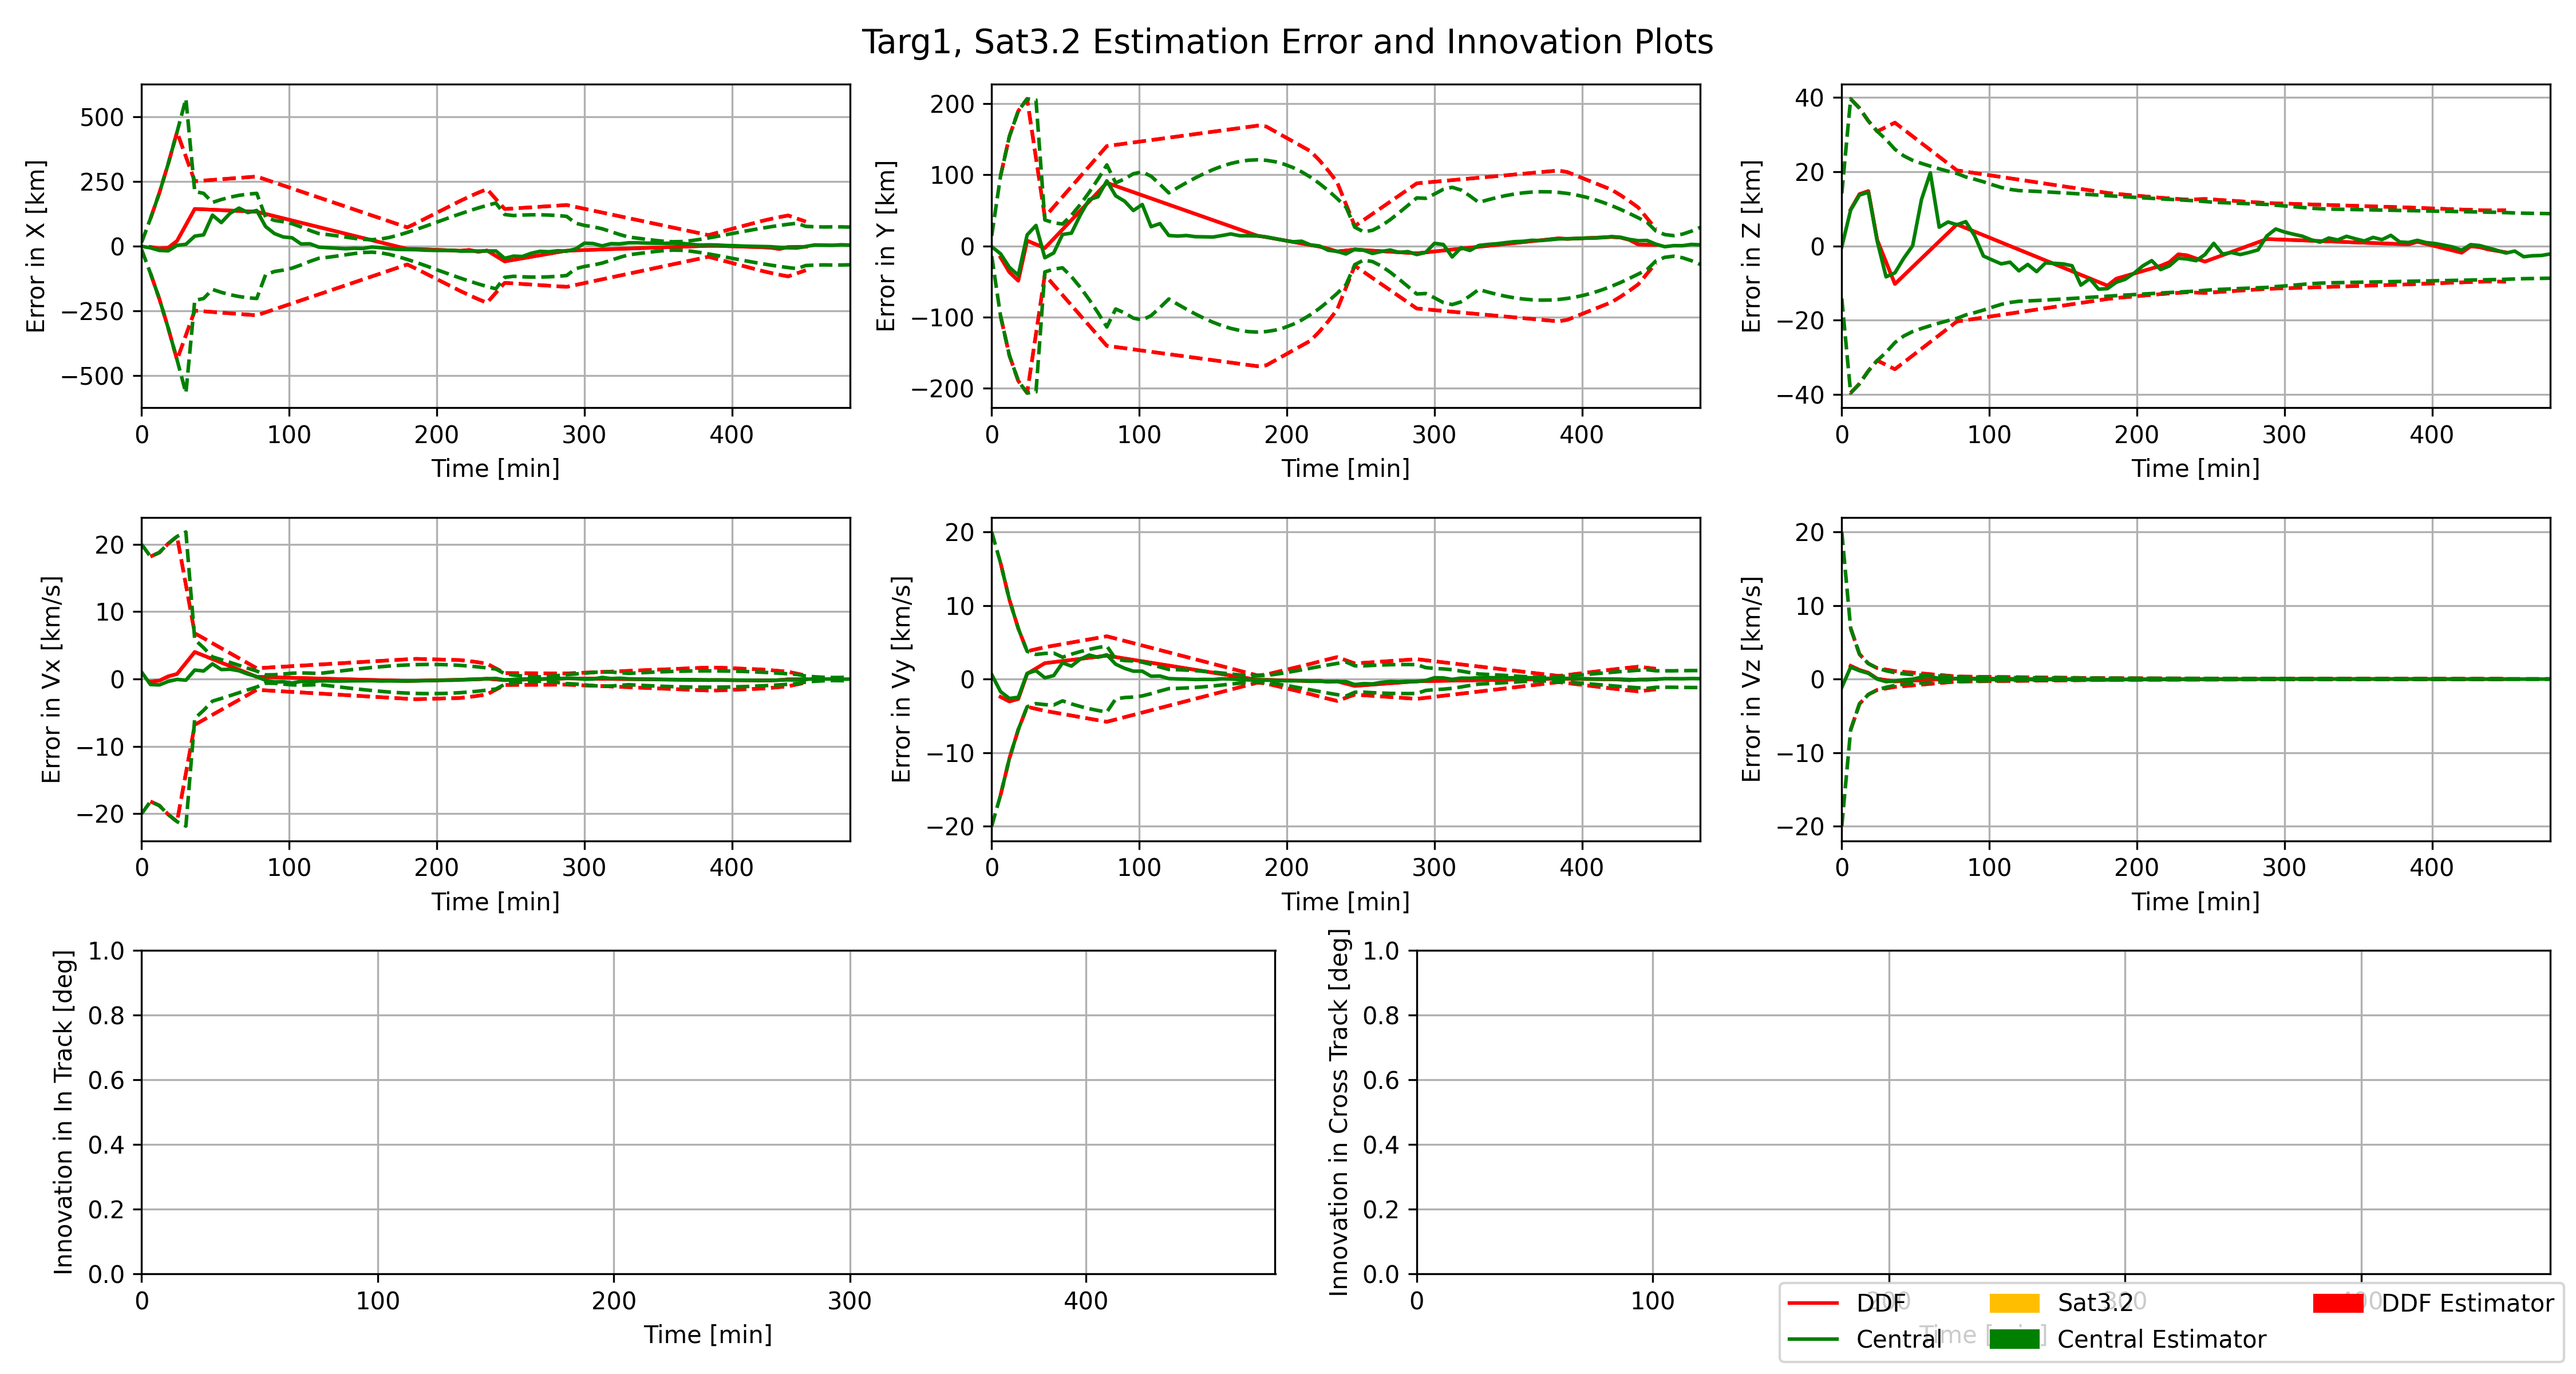 Targ1, Sat3.2 Estimation Error and Innovation Plots
Error in X [km]
500
250
0
−250
−500
0 100 200 300 400
Time [min]
Error in Y [km]
200
100
0
−100
−200
0 100 200 300 400
Time [min]
Error in Z [km]
40
20
0
−20
−40
0 100 200 300 400
Time [min]
Error in Vx [km/s]
20
10
0
−10
−20
0 100 200 300 400
Time [min]
Error in Vy [km/s]
20
10
0
−10
−20
0 100 200 300 400
Time [min]
Error in Vz [km/s]
20
10
0
−10
−20
0 100 200 300 400
Time [min]
Innovation in In Track [deg]
1.0
0.8
0.6
0.4
0.2
0.0
0 100 200 300 400
Time [min]
Innovation in Cross Track [deg]
1.0
0.8
0.6
0.4
0.2
0.0
0 100 200 300 400
Time [min]
DDF Sat3.2 DDF Estimator
Central Central Estimator